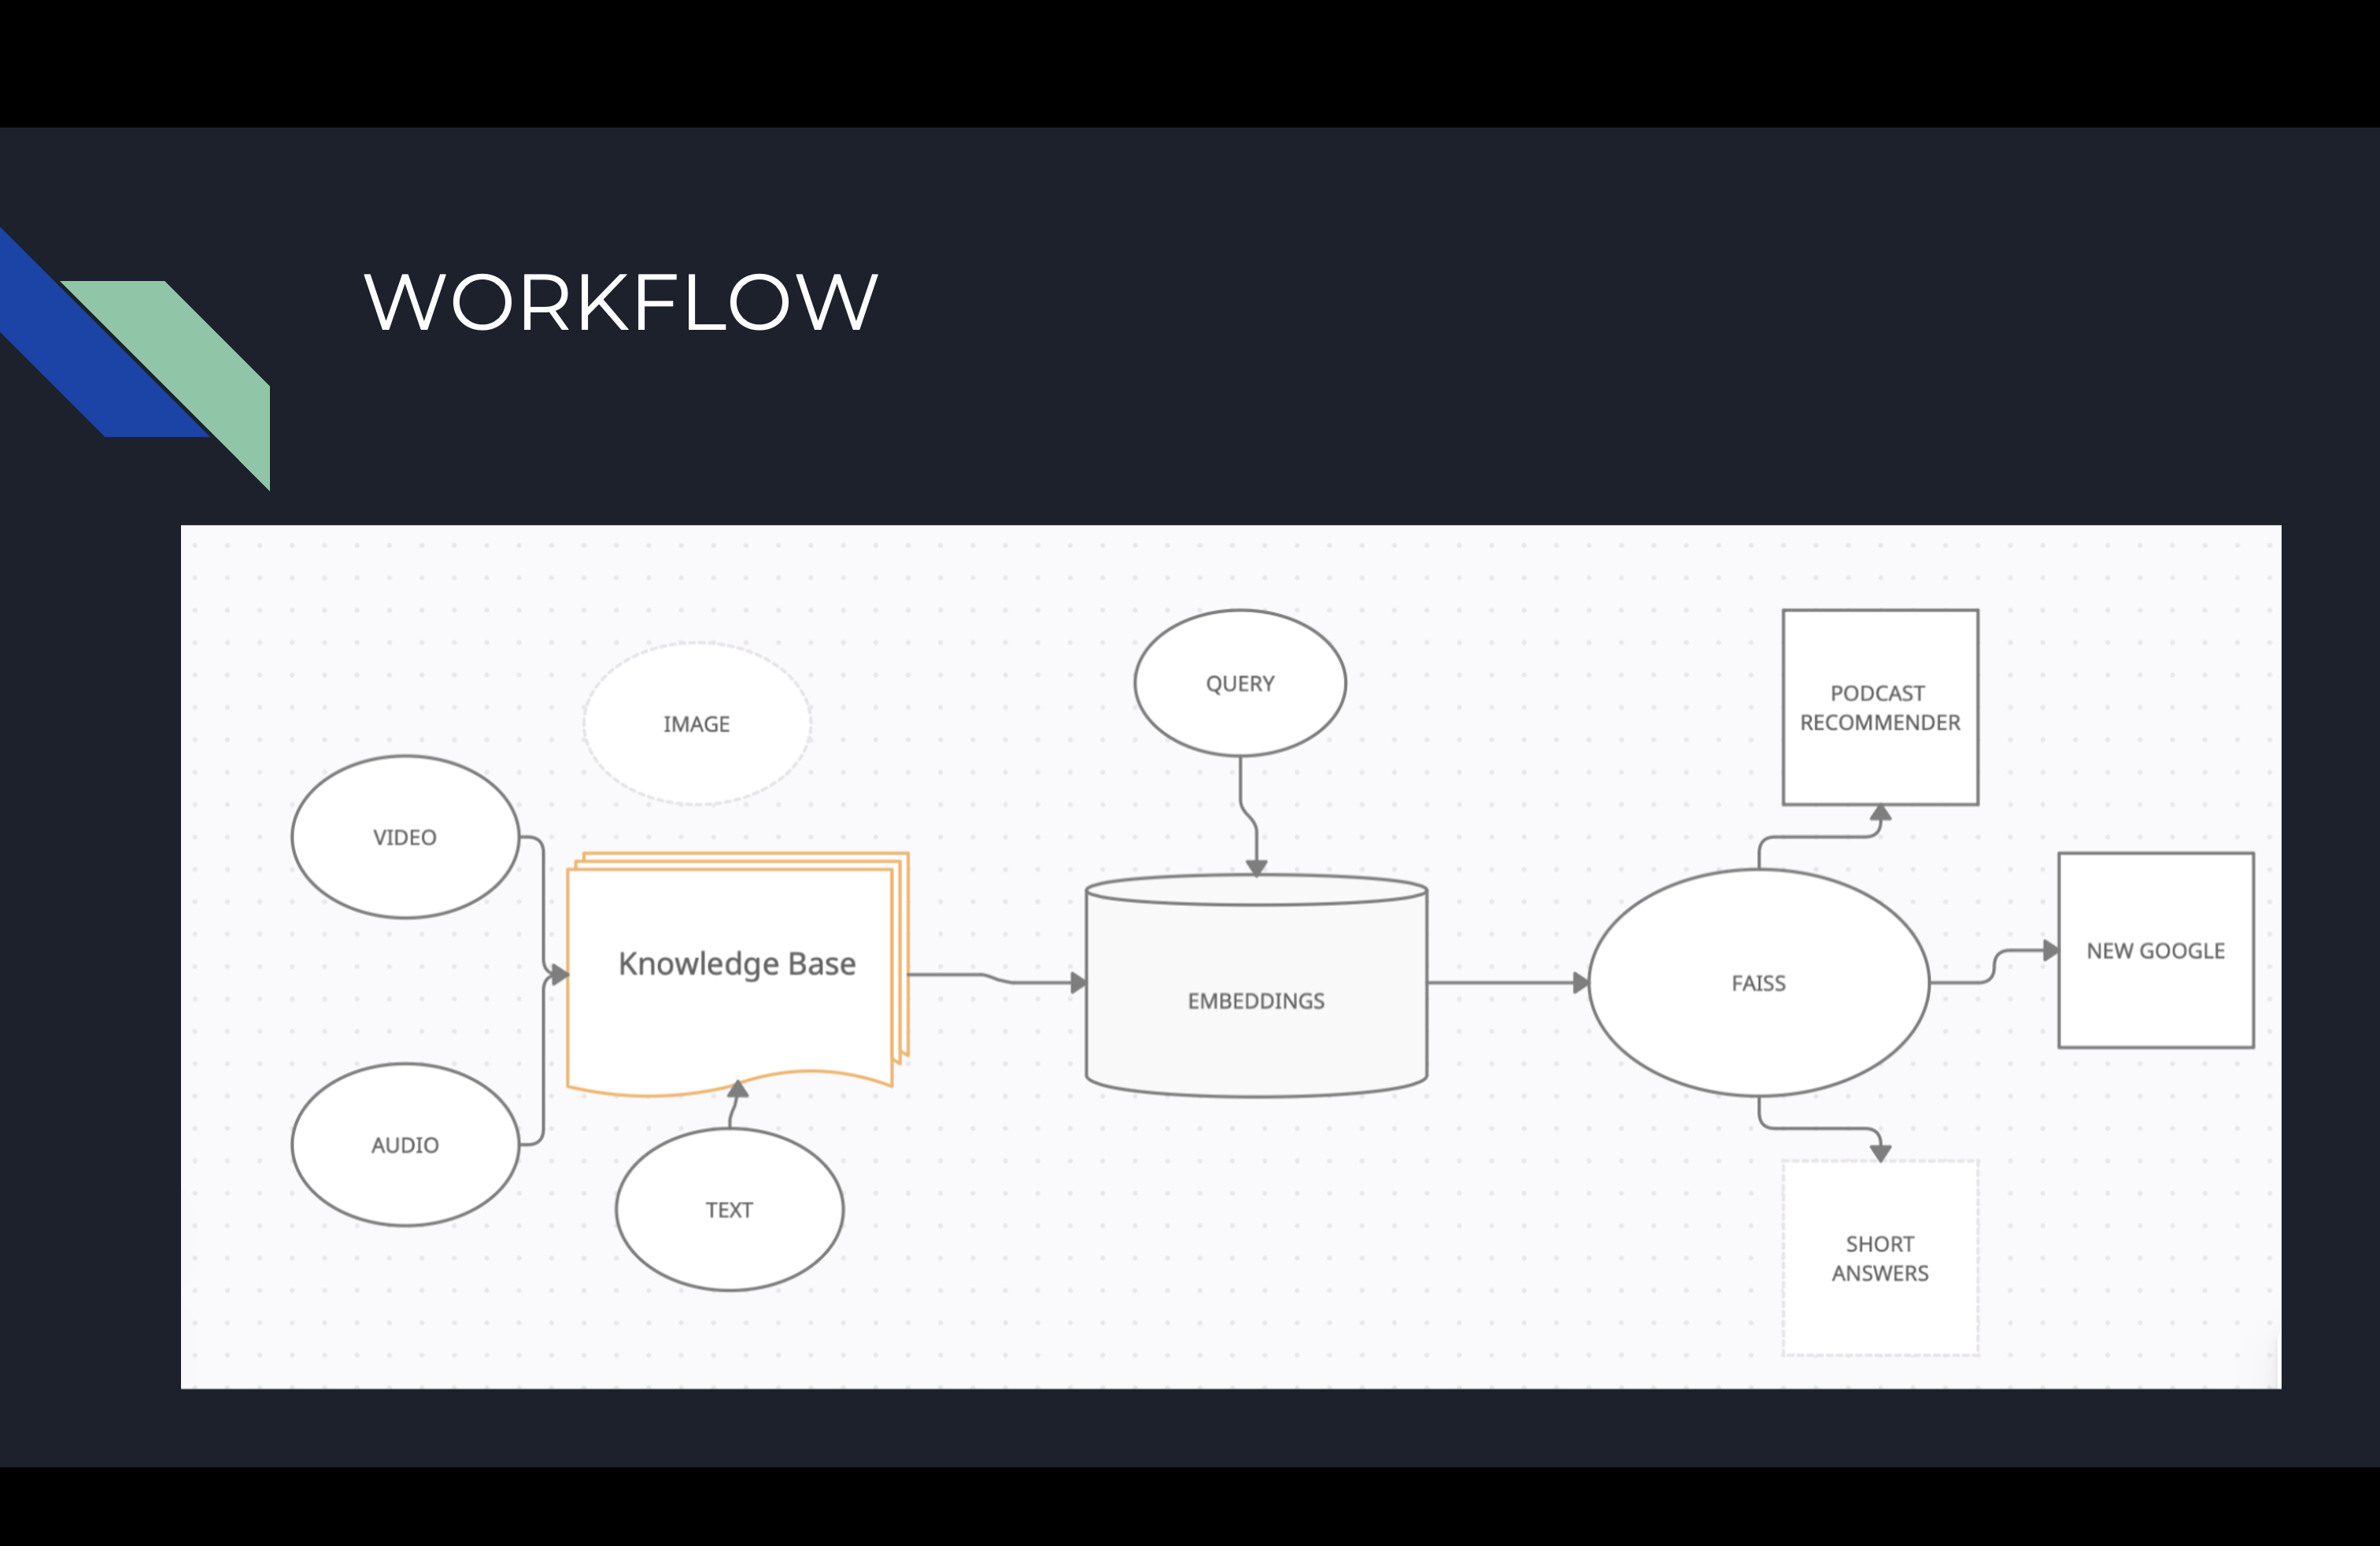 WORKFLOW
IMAGE
QUERY
PODCAST
RECOMMENDER
VIDEO
Knowledge Base
EMBEDDINGS
FAISS
NEW GOOGLE
AUDIO
TEXT
SHORT
ANSWERS